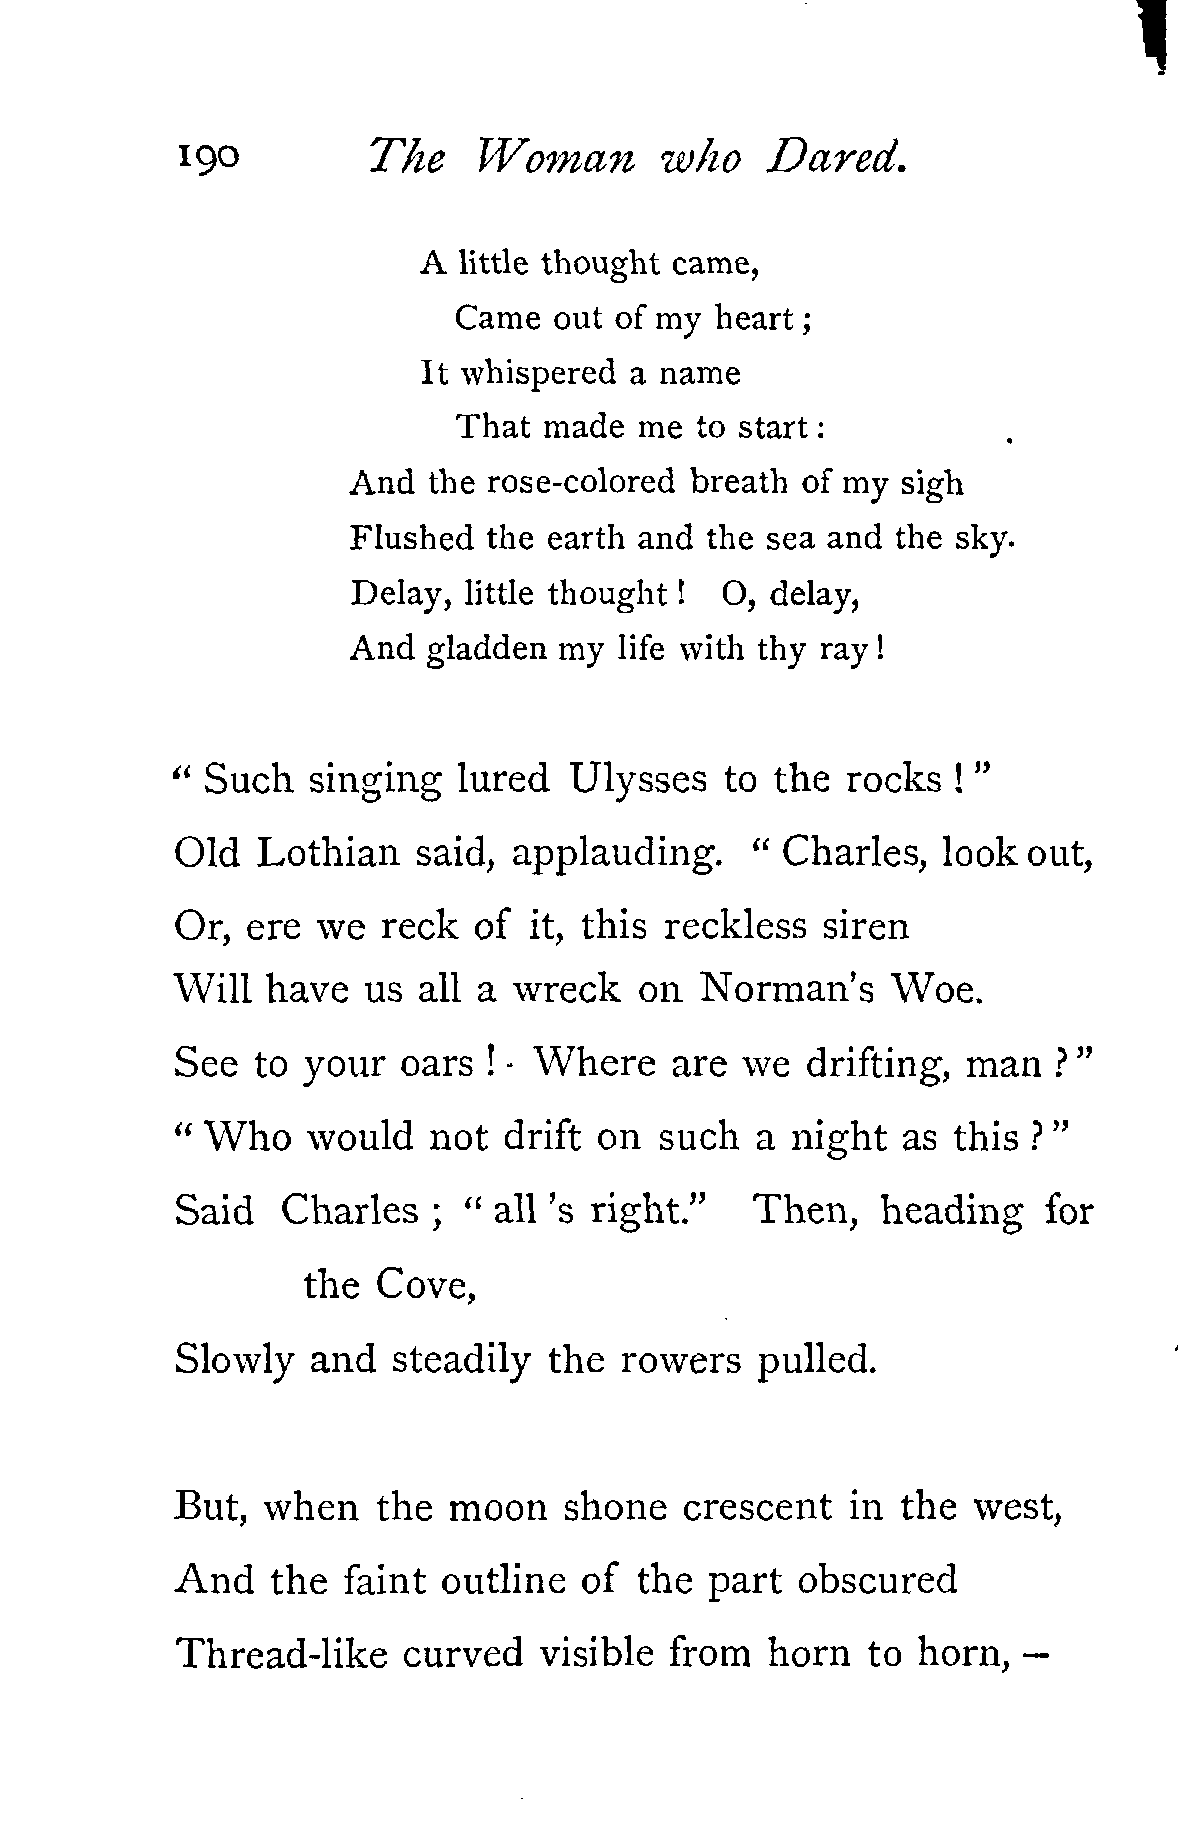 190 The Woman who Dared.
A little thought came,
Came out of my heart;
It whispered a name
That made me to start:
And the rose-colored breath of my sigh
Flushed the earth and the sea and the sky.
Delay, little thought! O, delay,
And gladden my life with thy ray!
"Such singing lured Ulysses to the rocks!"
Old Lothian said, applauding. "Charles, look out,
Or, ere we reck of it, this reckless siren
Will have us all a wreck on Norman's Woe.
See to your oars! Where are we drifting, man?"
"Who would not drift on such a night as this?"
Said Charles; "all 's right." Then, heading for
the Cove,
Slowly and steadily the rowers pulled.
But, when the moon shone crescent in the west,
And the faint outline of the part obscured
Thread-like curved visible from horn to horn, —